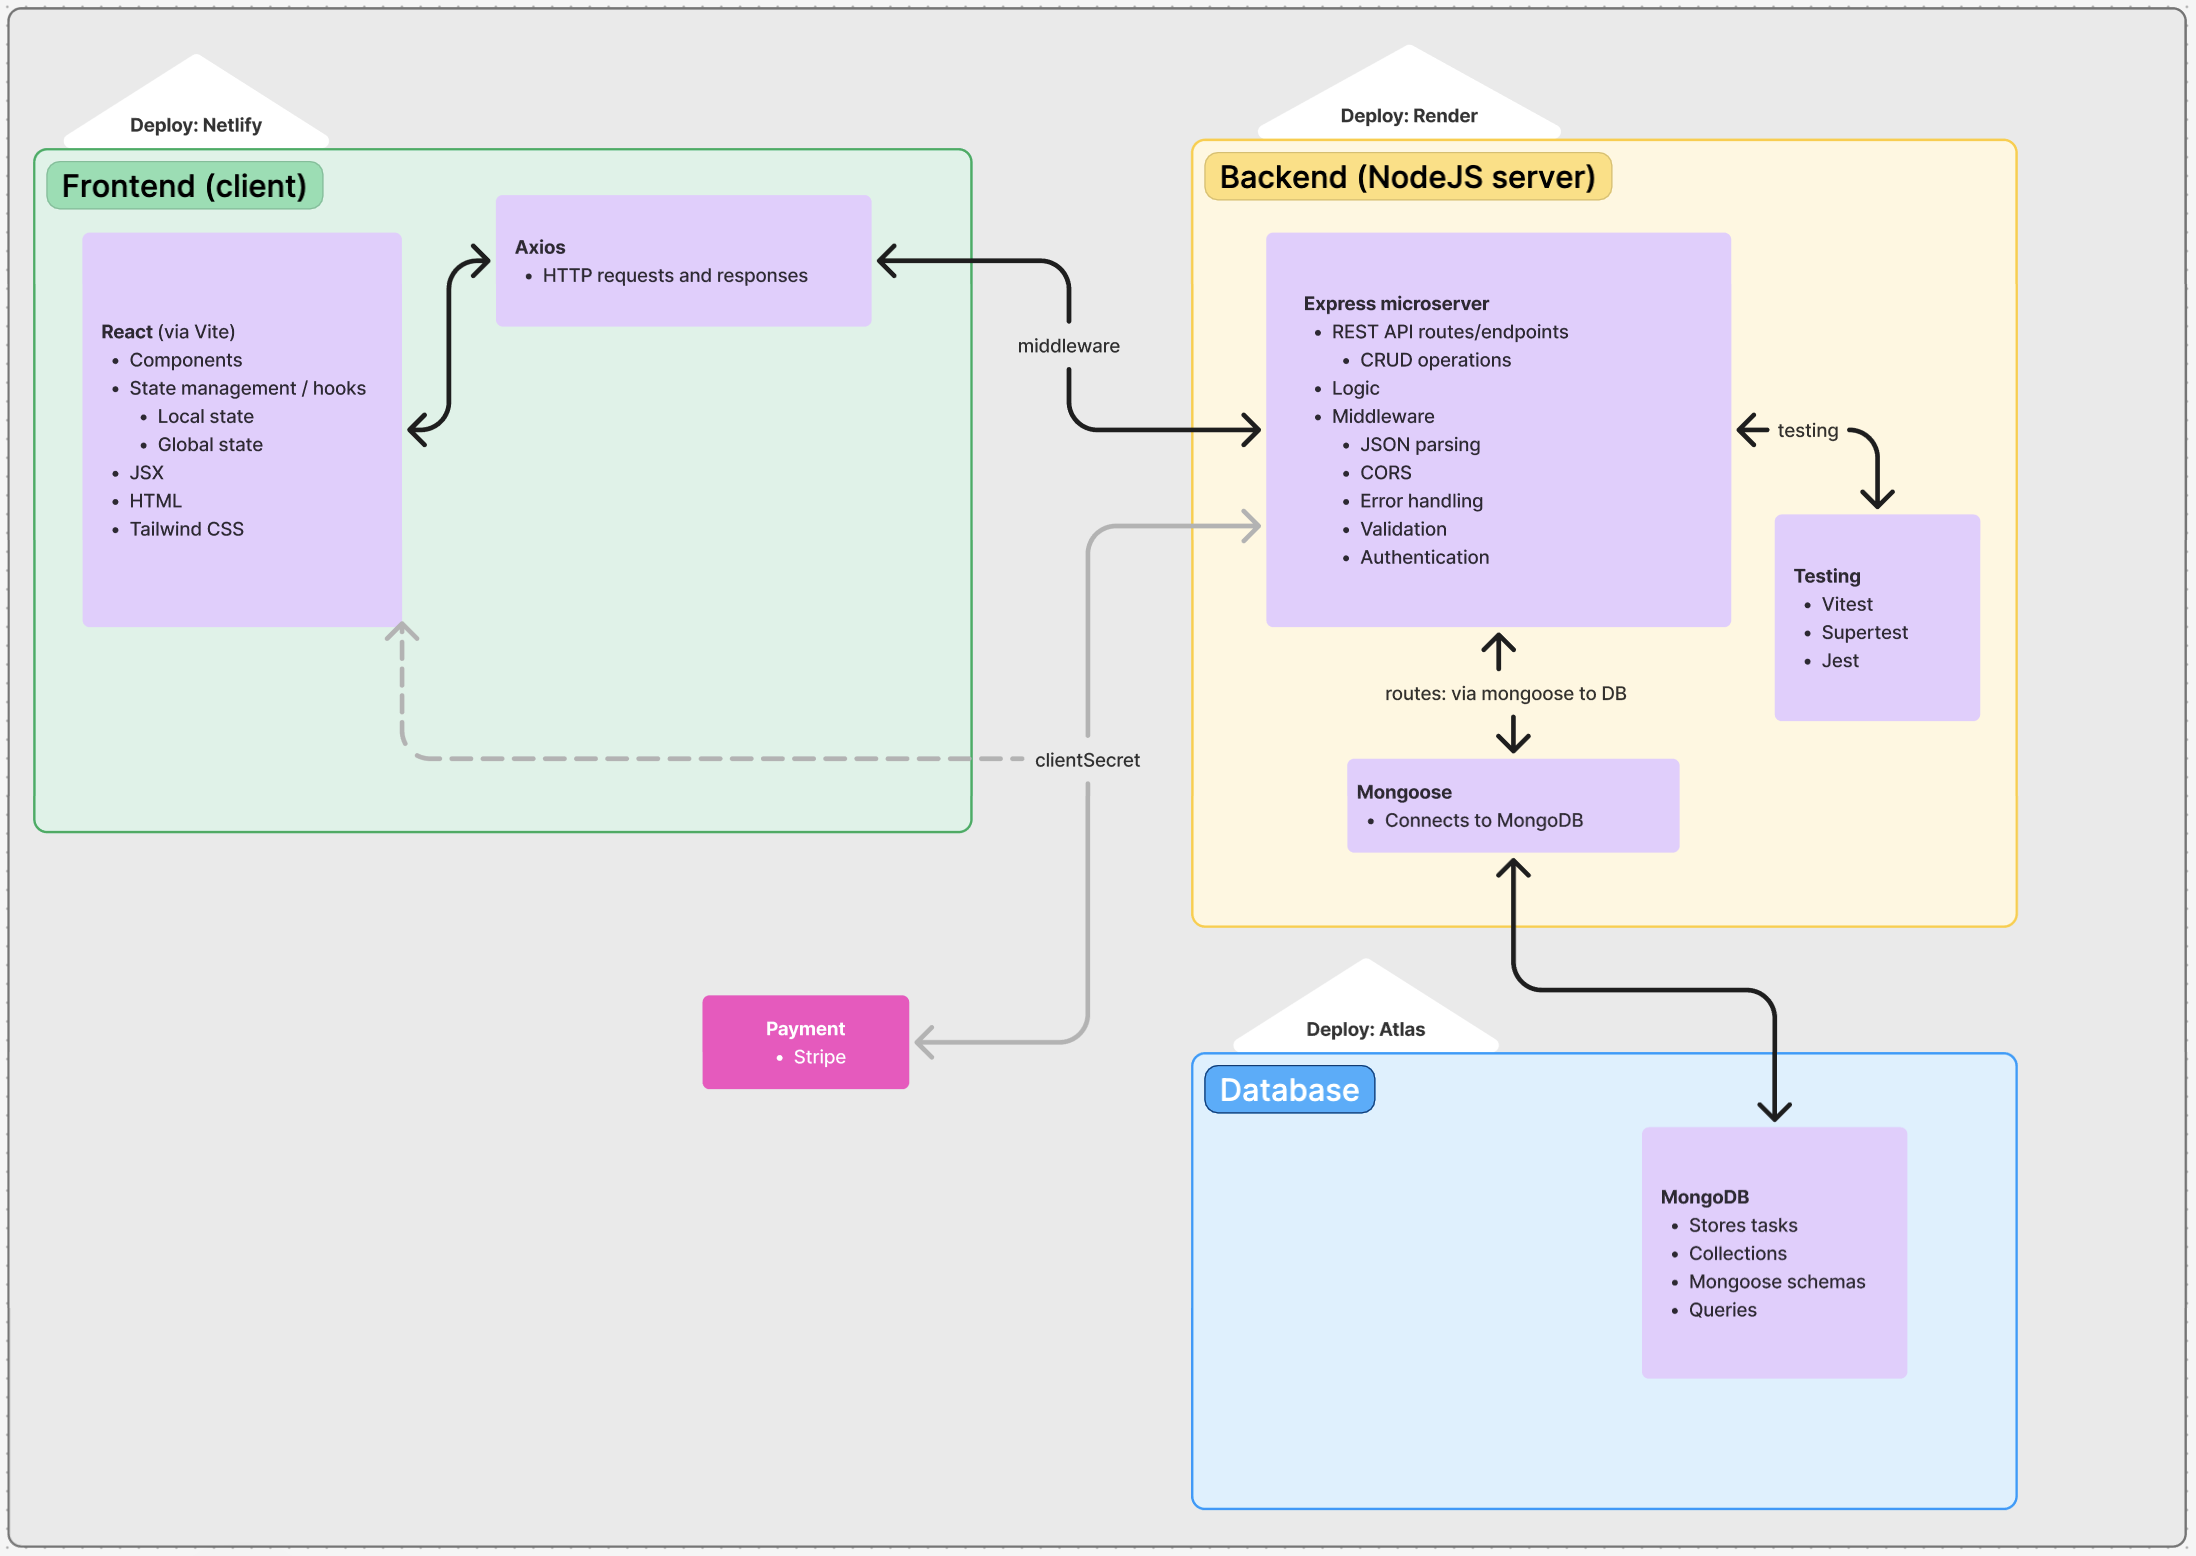 Deploy: Netlify
Frontend (client)
React (via Vite)
• Components
• State management / hooks
• Local state
• Global state
• JSX
• HTML
• Tailwind CSS
Axios
• HTTP requests and responses
middleware
clientSecret
Payment
• Stripe
Deploy: Render
Backend (NodeJS server)
Express microserver
• REST API routes/endpoints
• CRUD operations
• Logic
• Middleware
• JSON parsing
• CORS
• Error handling
• Validation
• Authentication
testing
Testing
• Vitest
• Supertest
• Jest
routes: via mongoose to DB
Mongoose
• Connects to MongoDB
Deploy: Atlas
Database
MongoDB
• Stores tasks
• Collections
• Mongoose schemas
• Queries